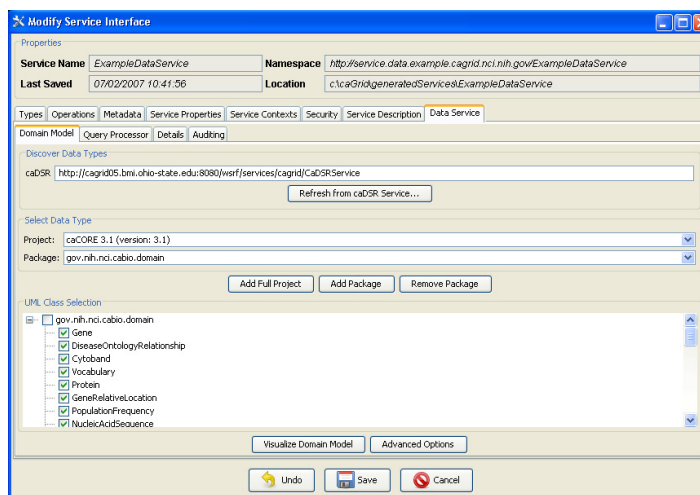 Modify Service Interface
Properties
Service Name ExampleDataService Namespace http://service.data.example.cagrid.nci.nih.gov/ExampleDataService
Last Saved 07/02/2007 10:41:56 Location c:\caGrid\generatedServices\ExampleDataService
Types Operations Metadata Service Properties Service Contexts Security Service Description Data Service
Domain Model Query Processor Details Auditing
Discover Data Types
caDSR http://cagrid05.bmi.ohio-state.edu:8080/wsrf/services/cagrid/CaDSRService
Refresh from caDSR Service...
Select Data Type
Project: caCORE 3.1 (version: 3.1)
Package: gov.nih.nci.cabio.domain
Add Full Project Add Package Remove Package
UML Class Selection
gov.nih.nci.cabio.domain
Gene
DiseaseOntologyRelationship
Cytoband
Vocabulary
Protein
GeneRelativeLocation
PopulationFrequency
NucleicAcidSequence
Visualize Domain Model Advanced Options
Undo Save Cancel